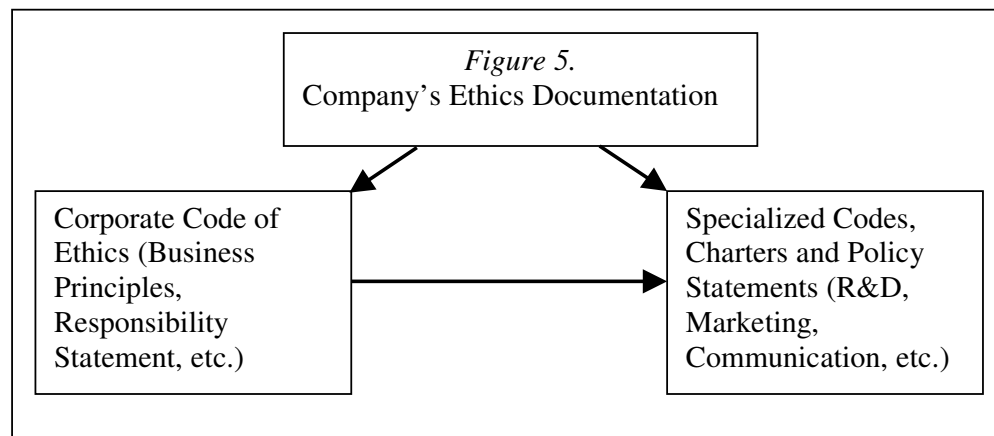 Figure 5.
Company’s Ethics Documentation
Corporate Code of
Ethics (Business
Principles,
Responsibility
Statement, etc.)
Specialized Codes,
Charters and Policy
Statements (R&D,
Marketing,
Communication, etc.)